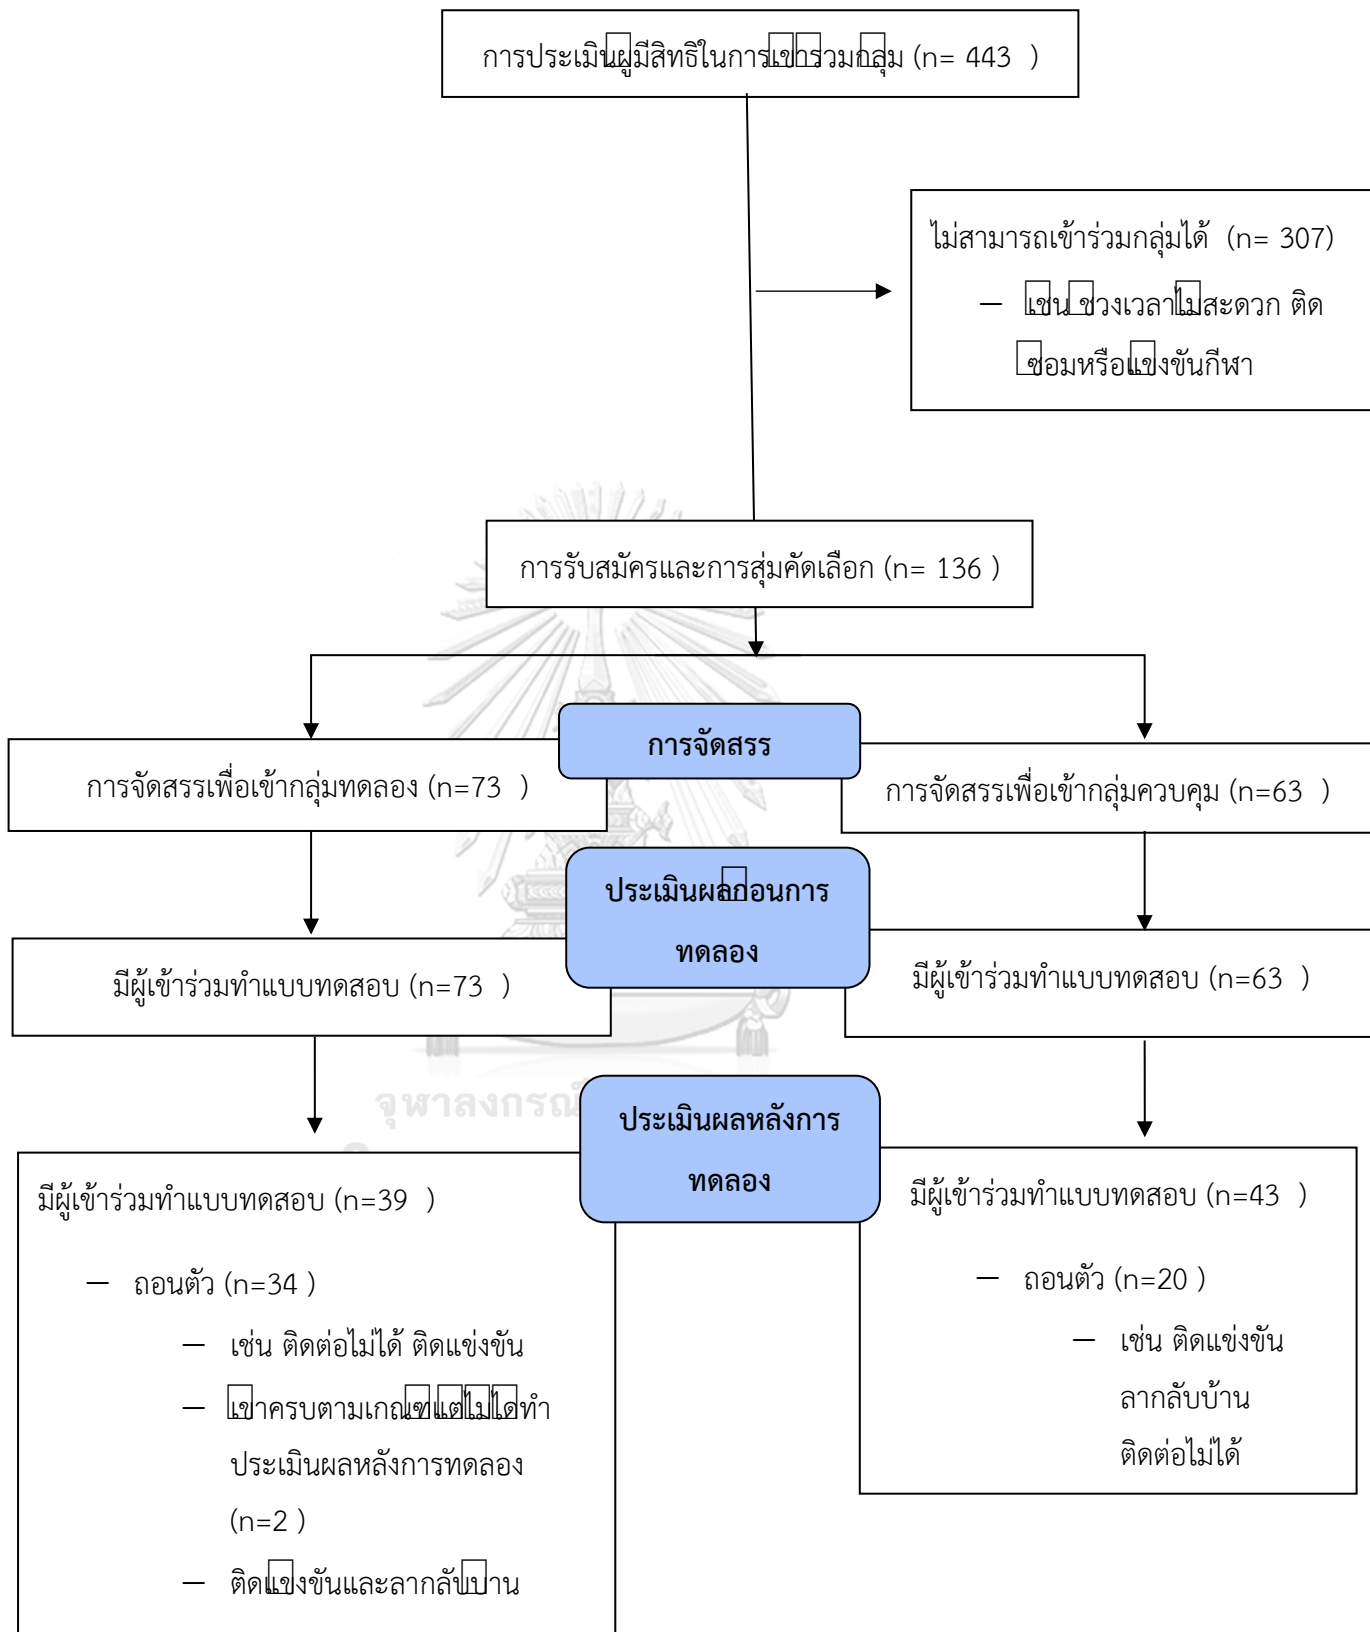 การประเมินผูมีสิทธิในการเขารวมกลุม (n= 443 )
ไม่สามารถเข้าร่วมกลุ่มได้ (n= 307)
– เชน ชวงเวลาไมสะดวก ติด
ซอมหรือแขงขันกีฬา
การรับสมัครและการสุ่มคัดเลือก (n= 136 )
การจัดสรร
การจัดสรรเพื่อเข้ากลุ่มทดลอง (n=73 )
การจัดสรรเพื่อเข้ากลุ่มควบคุม (n=63 )
ประเมินผลกอนการ
ทดลอง
มีผู้เข้าร่วมทำแบบทดสอบ (n=73 )
มีผู้เข้าร่วมทำแบบทดสอบ (n=63 )
จุฬาลงกรณ์
ประเมินผลหลังการ
ทดลอง
มีผู้เข้าร่วมทำแบบทดสอบ (n=39 )
– ถอนตัว (n=34 )
– เช่น ติดต่อไม่ได้ ติดแข่งขัน
– เขาครบตามเกณฑแตไมไดทำ
ประเมินผลหลังการทดลอง
(n=2 )
– ติดแขงขันและลากลับบาน
มีผู้เข้าร่วมทำแบบทดสอบ (n=43 )
– ถอนตัว (n=20 )
– เช่น ติดแข่งขัน
ลากลับบ้าน
ติดต่อไม่ได้